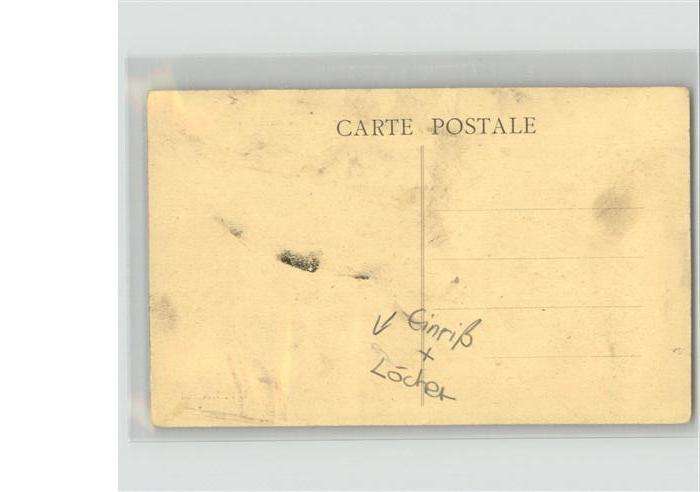 CARTE POSTALE
Einriß
+
Löcher